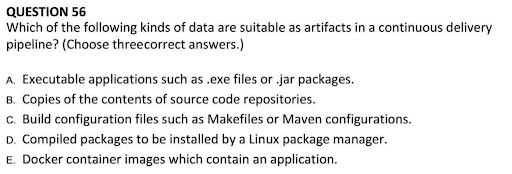 QUESTION 56
Which of the following kinds of data are suitable as artifacts in a continuous delivery
pipeline? (Choose threecorrect answers.)
A. Executable applications such as .exe files or .jar packages.
B. Copies of the contents of source code repositories.
C. Build configuration files such as Makefiles or Maven configurations.
D. Compiled packages to be installed by a Linux package manager.
E. Docker container images which contain an application.